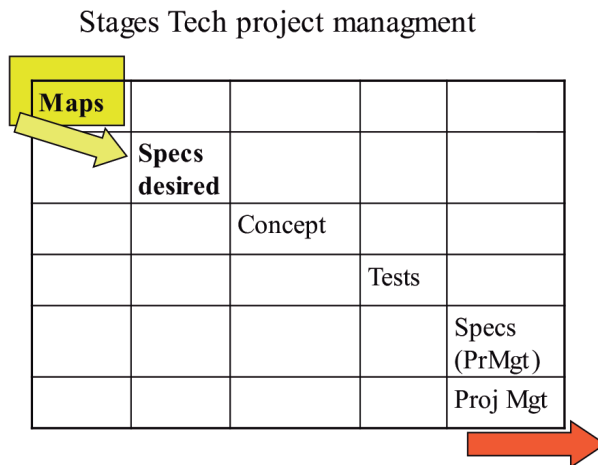 Stages Tech project managment
Maps
Specs
desired
Concept
Tests
Specs
(PrMgt)
Proj Mgt